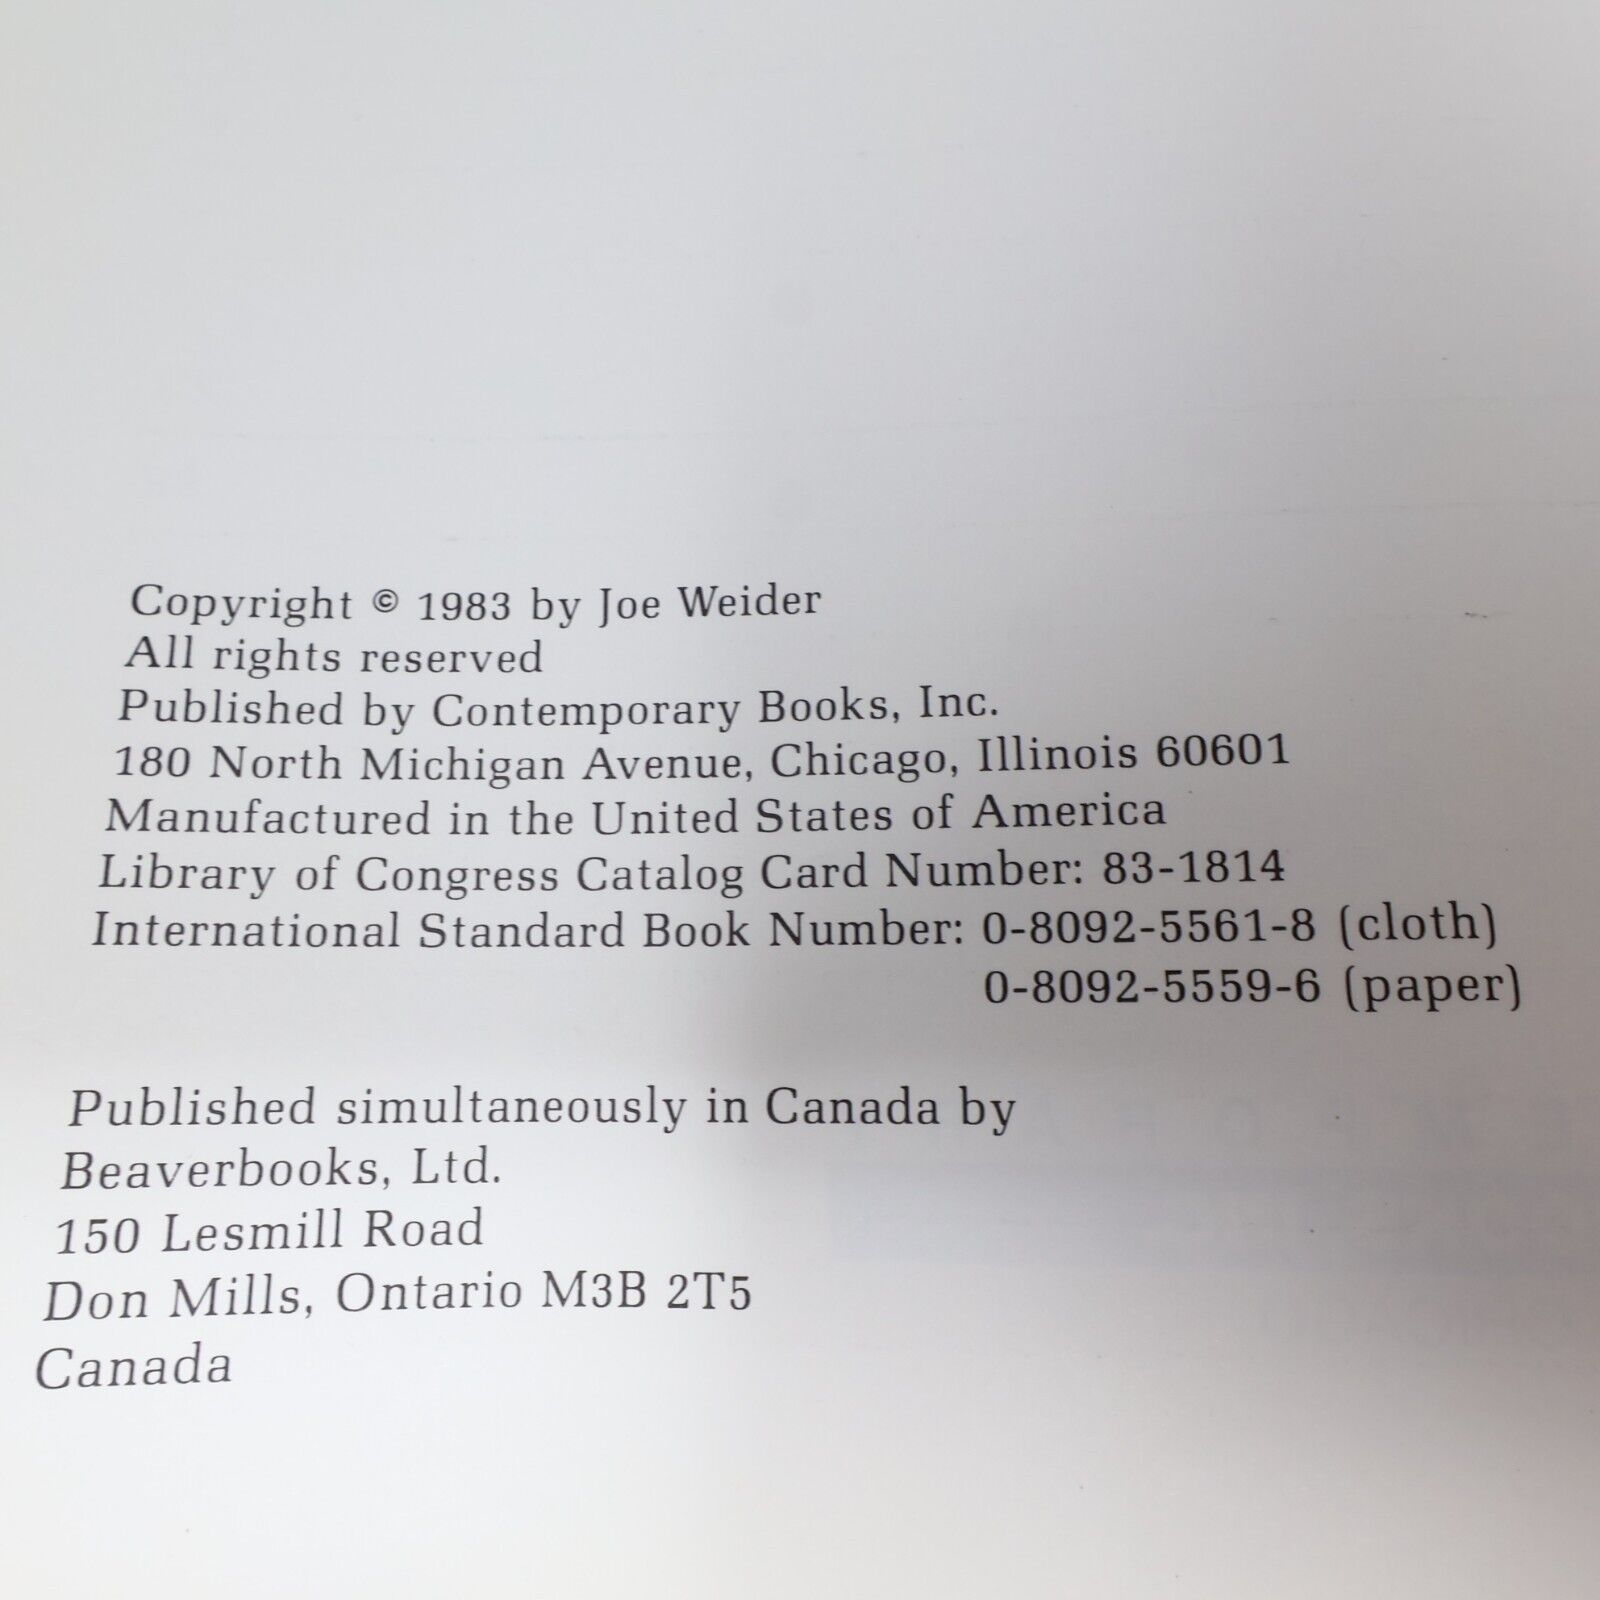 Copyright © 1983 by Joe Weider
All rights reserved
Published by Contemporary Books, Inc.
180 North Michigan Avenue, Chicago, Illinois 60601
Manufactured in the United States of America
Library of Congress Catalog Card Number: 83-1814
International Standard Book Number: 0-8092-5561-8 (cloth)
0-8092-5559-6 (paper)
Published simultaneously in Canada by
Beaverbooks, Ltd.
150 Lesmill Road
Don Mills, Ontario M3B 2T5
Canada